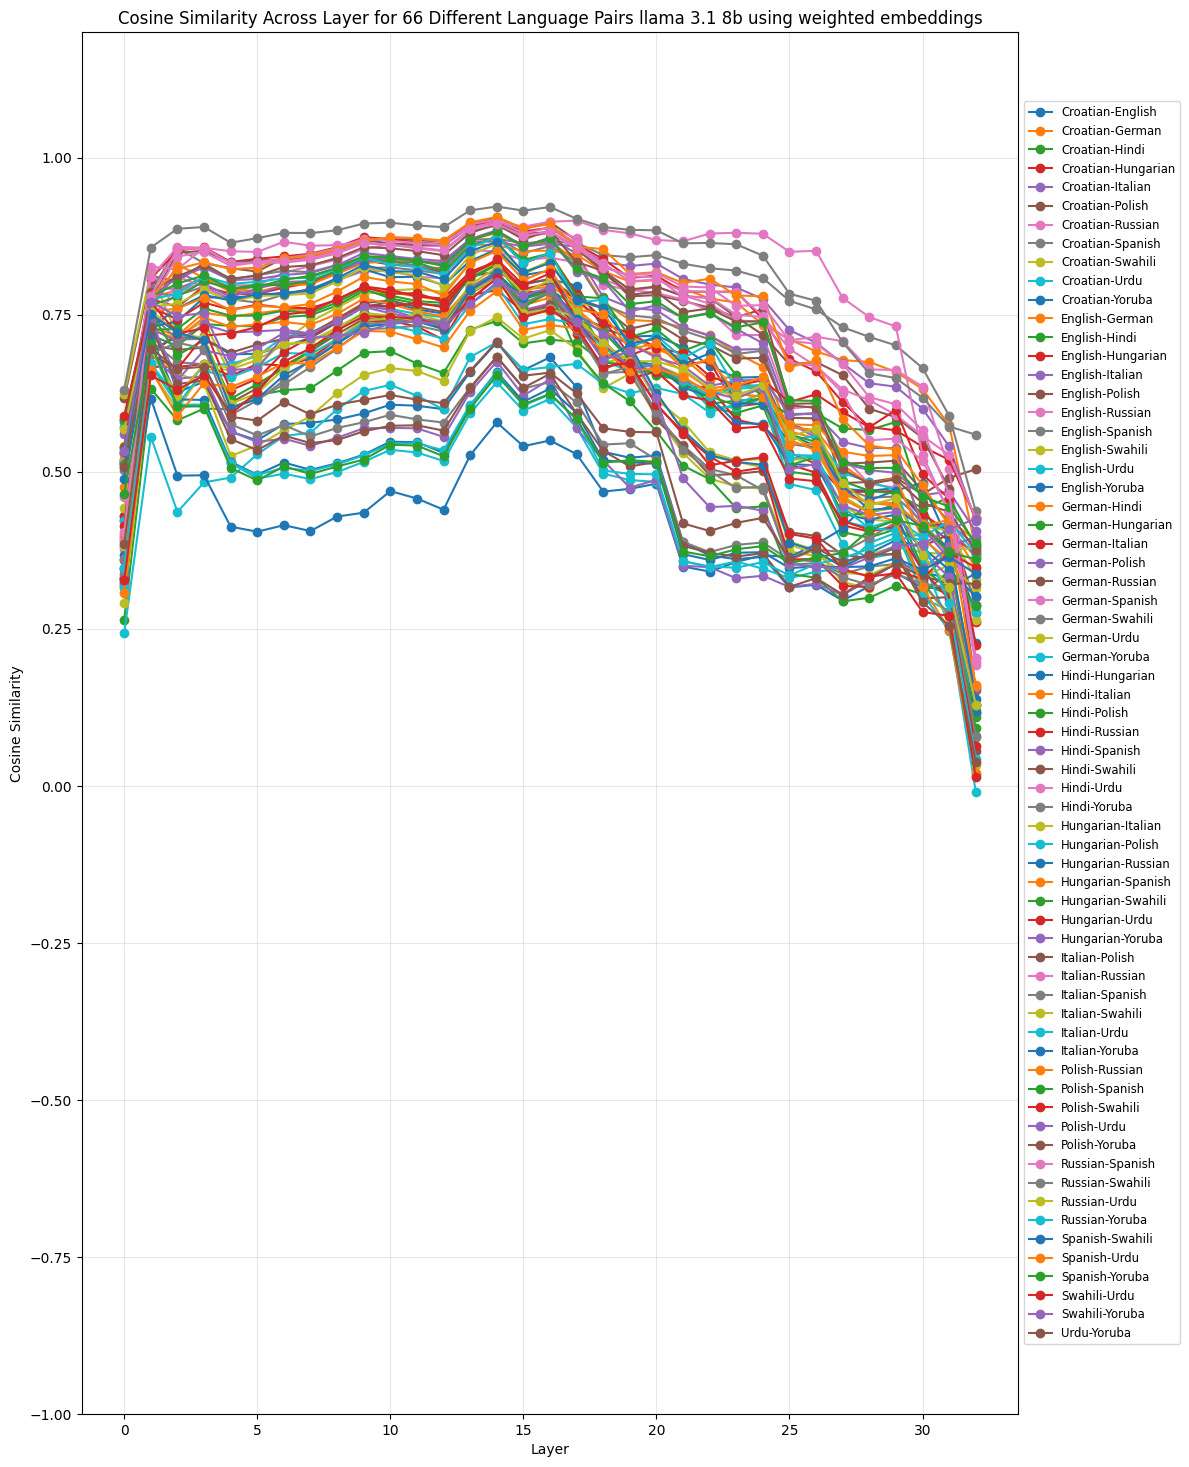 Cosine Similarity Across Layer for 66 Different Language Pairs llama 3.1 8b using weighted embeddings
1.00
0.75
0.50
0.25
0.00
−0.25
−0.50
−0.75
−1.00
Cosine Similarity
0 5 10 15 20 25 30
Layer
Croatian-English
Croatian-German
Croatian-Hindi
Croatian-Hungarian
Croatian-Italian
Croatian-Polish
Croatian-Russian
Croatian-Spanish
Croatian-Swahili
Croatian-Urdu
Croatian-Yoruba
English-German
English-Hindi
English-Hungarian
English-Italian
English-Polish
English-Russian
English-Spanish
English-Swahili
English-Urdu
English-Yoruba
German-Hindi
German-Hungarian
German-Italian
German-Polish
German-Russian
German-Spanish
German-Swahili
German-Urdu
German-Yoruba
Hindi-Hungarian
Hindi-Italian
Hindi-Polish
Hindi-Russian
Hindi-Spanish
Hindi-Swahili
Hindi-Urdu
Hindi-Yoruba
Hungarian-Italian
Hungarian-Polish
Hungarian-Russian
Hungarian-Spanish
Hungarian-Swahili
Hungarian-Urdu
Hungarian-Yoruba
Italian-Polish
Italian-Russian
Italian-Spanish
Italian-Swahili
Italian-Urdu
Italian-Yoruba
Polish-Russian
Polish-Spanish
Polish-Swahili
Polish-Urdu
Polish-Yoruba
Russian-Spanish
Russian-Swahili
Russian-Urdu
Russian-Yoruba
Spanish-Swahili
Spanish-Urdu
Spanish-Yoruba
Swahili-Urdu
Swahili-Yoruba
Urdu-Yoruba